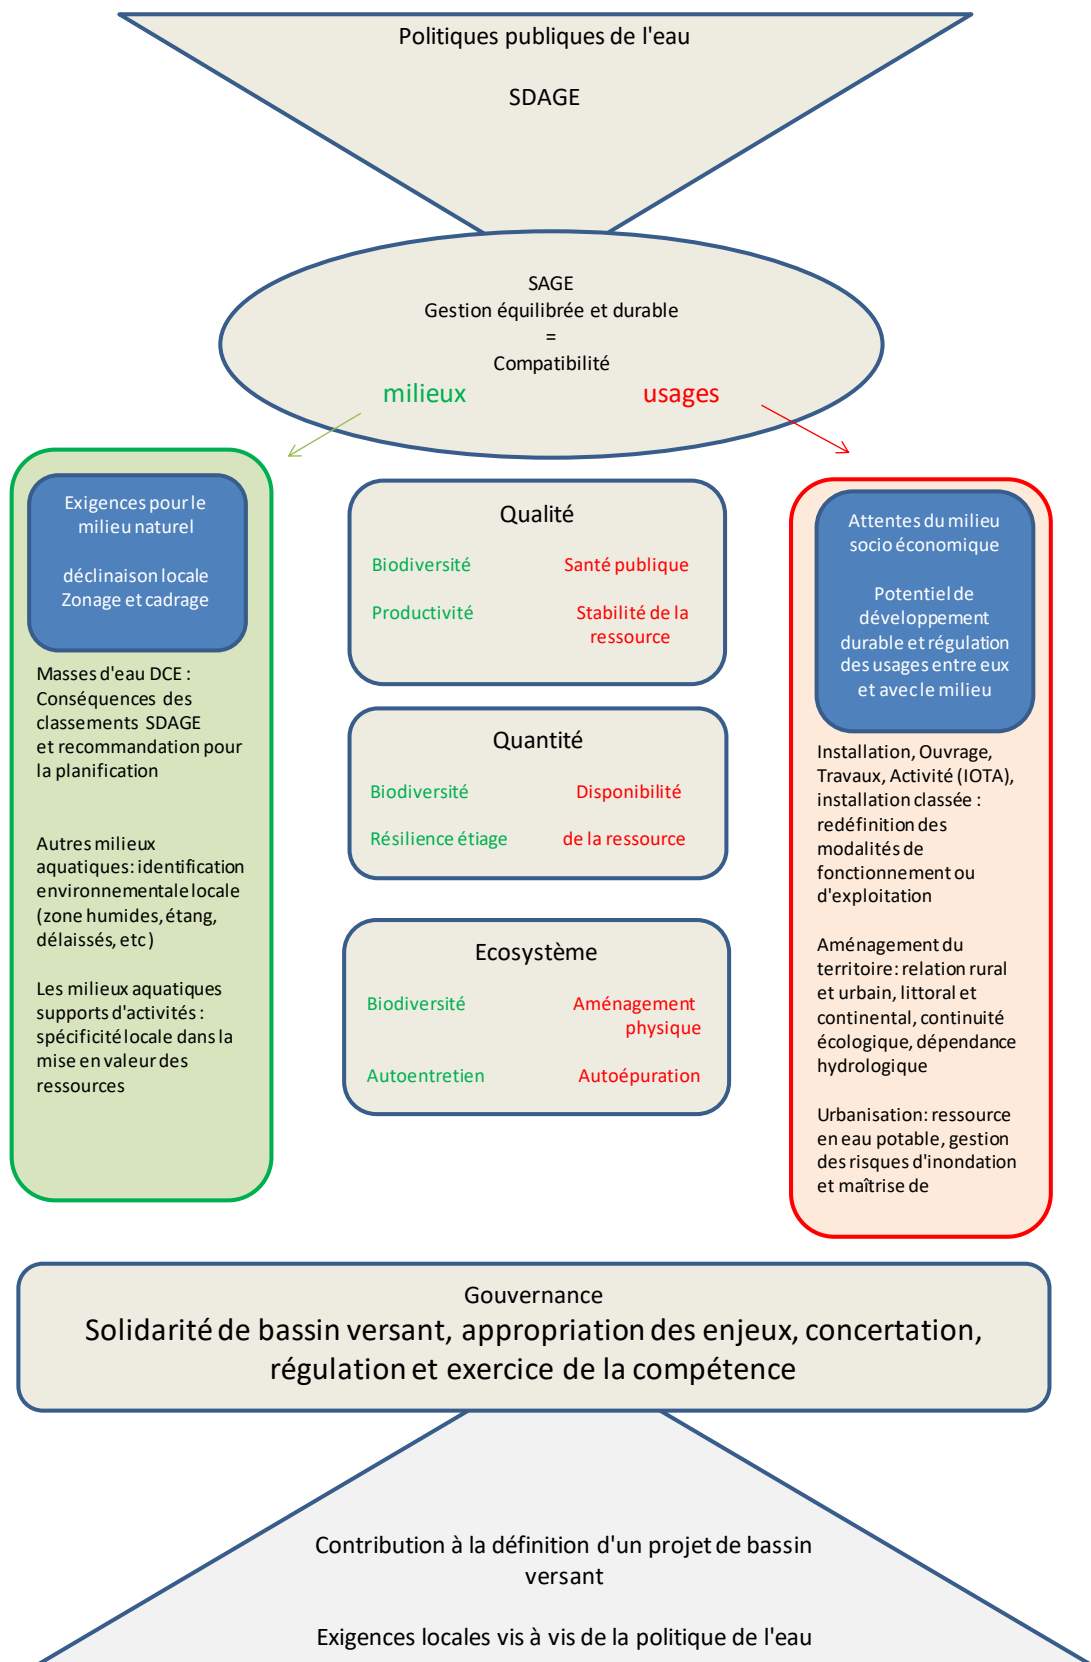 Politiques publiques de l'eau
SDAGE
SAGE
Gestion équilibrée et durable
=
Compatibilité
milieux
usages
Exigences pour le
milieu naturel
déclinaison locale
Zonage et cadrage
Masses d'eau DCE :
Conséquences des
classements SDAGE
et recommandation pour
la planification
Autres milieux
aquatiques: identification
environnementale locale
(zone humides, étang,
délaissés, etc)
Les milieux aquatiques
supports d'activités :
spécificité locale dans la
mise en valeur des
ressources
Qualité
Biodiversité
Santé publique
Productivité
Stabilité de la
ressource
Quantité
Biodiversité
Disponibilité
Résilience étiage
de la ressource
Ecosystème
Biodiversité
Aménagement
physique
Autoentretien
Autoépuration
Attentes du milieu
socio économique
Potentiel de
développement
durable et régulation
des usages entre eux
et avec le milieu
Installation, Ouvrage,
Travaux, Activité (IOTA),
installation classée :
redéfinition des
modalités de
fonctionnement ou
d'exploitation
Aménagement du
territoire: relation rural
et urbain, littoral et
continental, continuité
écologique, dépendance
hydrologique
Urbanisation: ressource
en eau potable, gestion
des risques d'inondation
et maîtrise de
Gouvernance
Solidarité de bassin versant, appropriation des enjeux, concertation,
régulation et exercice de la compétence
Contribution à la définition d'un projet de bassin
versant
Exigences locales vis à vis de la politique de l'eau